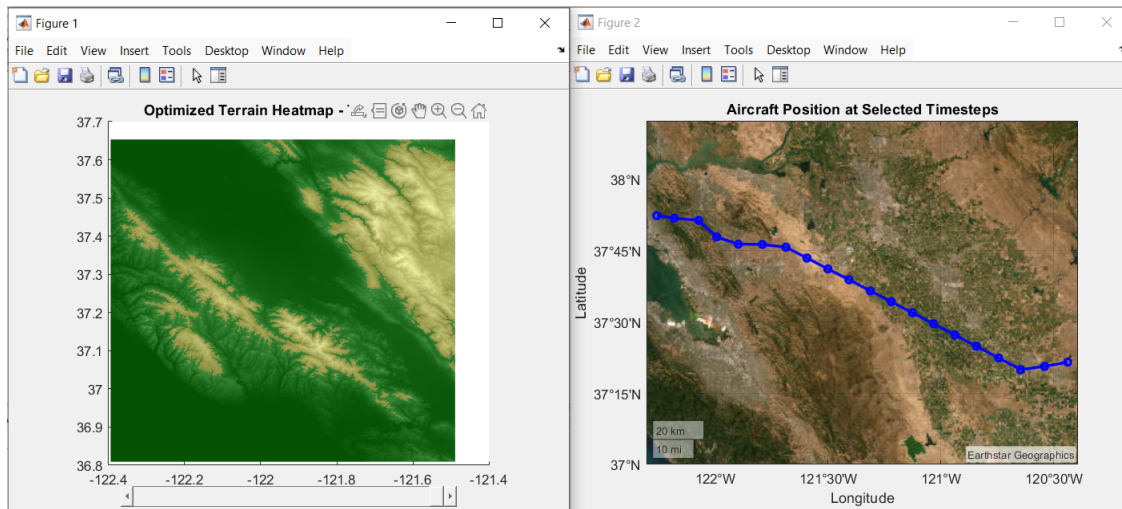 Figure 1
File Edit View Insert Tools Desktop Window Help
Optimized Terrain Heatmap -
37.7
37.6
37.5
37.4
37.3
37.2
37.1
37
36.9
36.8
-122.4 -122.2 -122 -121.8 -121.6 -121.4
Figure 2
File Edit View Insert Tools Desktop Window Help
Aircraft Position at Selected Timesteps
Latitude
38°N
37°45'N
37°30'N
37°15'N
37°N
20 km
10 mi
Earthstar Geographics
122°W 121°30'W 121°W 120°30'W
Longitude